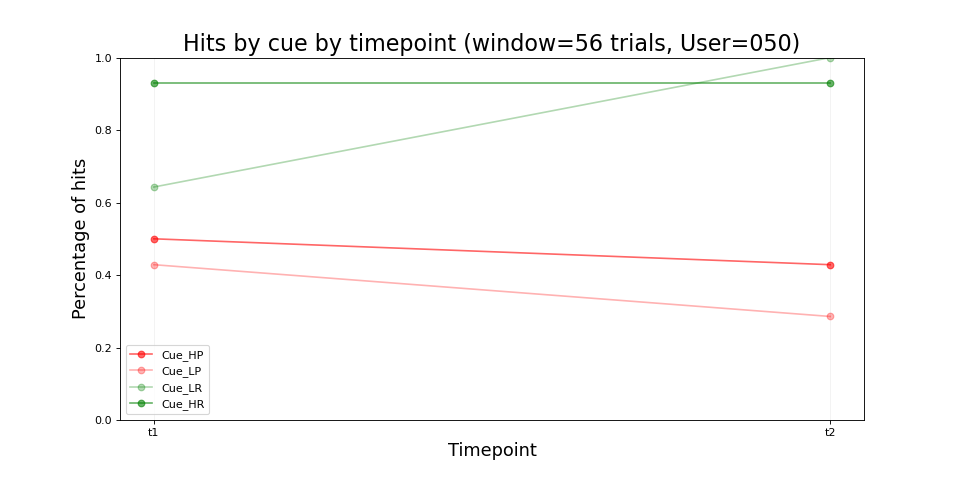 Hits by cue by timepoint (window=56 trials, User=050)
Percentage of hits
1.0
0.8
0.6
0.4
0.2
0.0
Cue_HP
Cue_LP
Cue_LR
Cue_HR
t1
t2
Timepoint